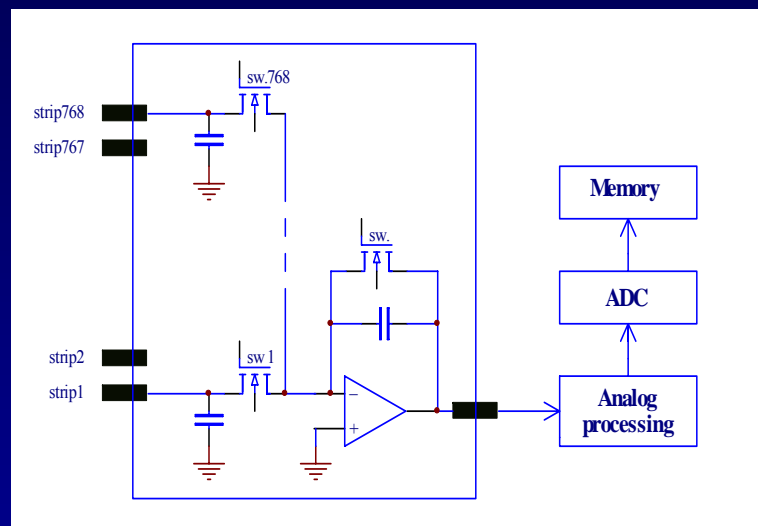 sw.768
strip768
strip767
Memory
sw.
ADC
strip2
sw 1
strip1
−
+
Analog
processing